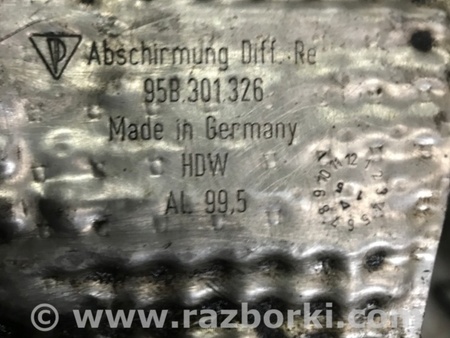 Abschirmung Diff. Re
95B.301.326
Made in Germany
HDW
AL 99,5
© www.razborki.com